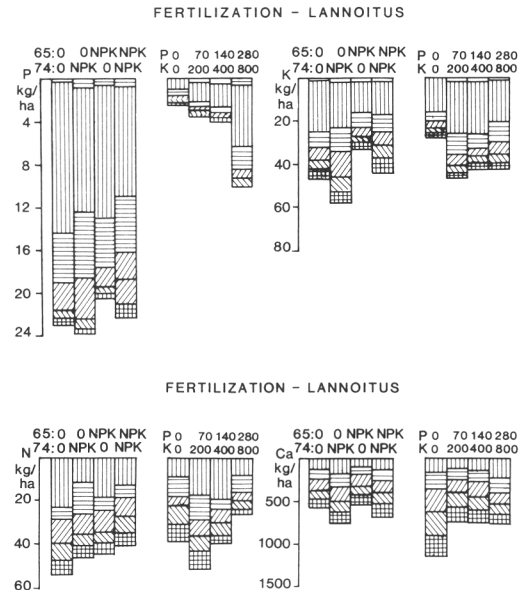 FERTILIZATION – LANNOITUS
65:0 0 NPK NPK
74:0 NPK 0 NPK
P 0 70 140 280
K 0 200 400 800
65:0 0 NPK NPK
74:0 NPK 0 NPK
P 0 70 140 280
K 0 200 400 800
P
kg/
ha
4
8
12
16
20
24
K
kg/
ha
20
40
60
80
FERTILIZATION – LANNOITUS
65:0 0 NPK NPK
74:0 NPK 0 NPK
P 0 70 140 280
K 0 200 400 800
65:0 0 NPK NPK
74:0 NPK 0 NPK
P 0 70 140 280
K 0 200 400 800
N
kg/
ha
20
40
60
Ca
kg/
ha
500
1000
1500